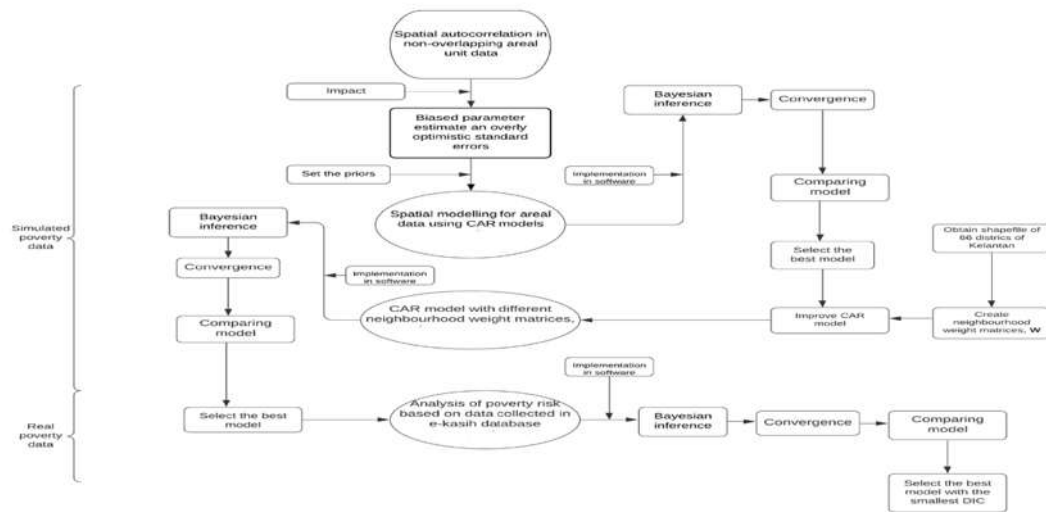 Spatial autocorrelation in
non-overlapping areal
unit data
Impact
Biased parameter
estimate an overly
optimistic standard
errors
Set the priors
Spatial modelling for areal
data using CAR models
Implementation
in software
Bayesian
inference
Convergence
Comparing
model
Select the
best model
Improve CAR
model
Obtain shapefile of
66 districs of
Kelantan
Create
neighbourhood
weight matrices, W
CAR model with different
neighbourhood weight matrices,
Implementation
in software
Bayesian
inference
Convergence
Comparing
model
Simulated
poverty
data
Select the best
model
Analysis of poverty risk
based on data collected in
e-kasih database
Implementation
in software
Bayesian
inference
Convergence
Comparing
model
Select the best
model with the
smallest DIC
Real
poverty
data